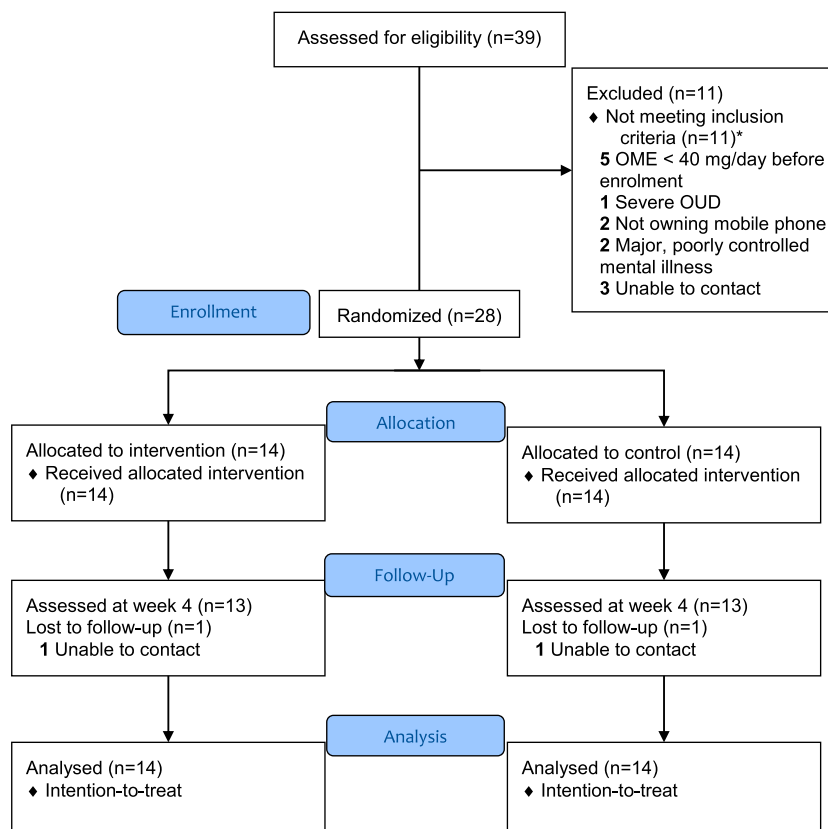 Assessed for eligibility (n=39)
Excluded (n=11)
♦ Not meeting inclusion
criteria (n=11)*
5 OME < 40 mg/day before
enrolment
1 Severe OUD
2 Not owning mobile phone
2 Major, poorly controlled
mental illness
3 Unable to contact
Enrollment
Randomized (n=28)
Allocation
Allocated to intervention (n=14)
♦ Received allocated intervention
(n=14)
Allocated to control (n=14)
♦ Received allocated intervention
(n=14)
Follow-Up
Assessed at week 4 (n=13)
Lost to follow-up (n=1)
1 Unable to contact
Assessed at week 4 (n=13)
Lost to follow-up (n=1)
1 Unable to contact
Analysis
Analysed (n=14)
♦ Intention-to-treat
Analysed (n=14)
♦ Intention-to-treat